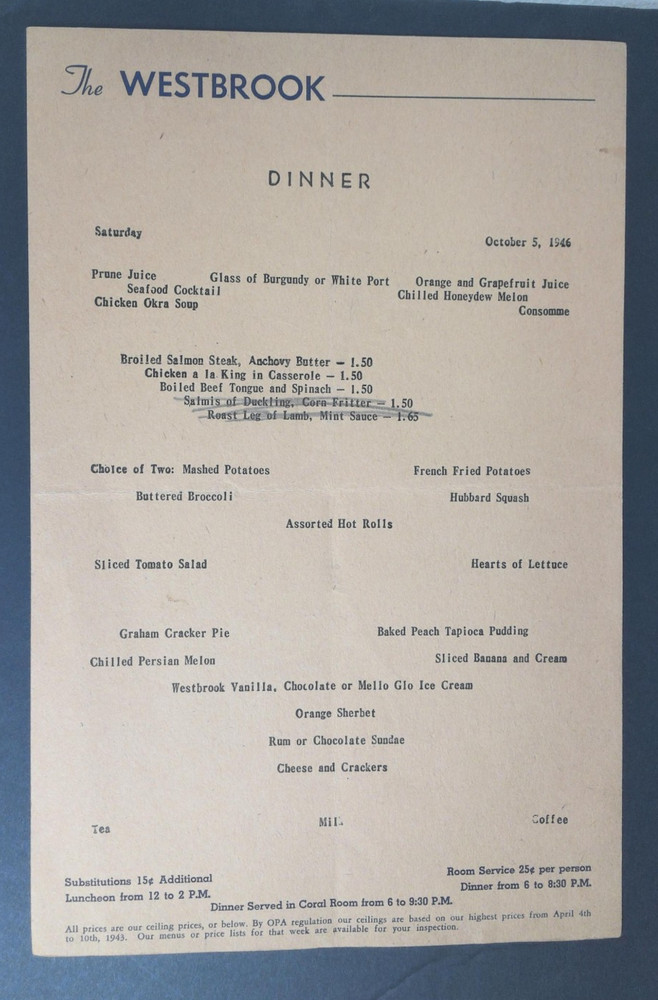 The WESTBROOK
DINNER
Saturday
October 5, 1946
Prune Juice Glass of Burgundy or White Port Orange and Grapefruit Juice
Seafood Cocktail Chilled Honeydew Melon
Chicken Okra Soup Consomme
Broiled Salmon Steak, Anchovy Butter — 1.50
Chicken a la King in Casserole — 1.50
Boiled Beef Tongue and Spinach — 1.50
Salmis of Duckling, Corn Fritter — 1.50
Roast Leg of Lamb, Mint Sauce — 1.65
Choice of Two: Mashed Potatoes French Fried Potatoes
Buttered Broccoli Hubbard Squash
Assorted Hot Rolls
Sliced Tomato Salad Hearts of Lettuce
Graham Cracker Pie Baked Peach Tapioca Pudding
Chilled Persian Melon Sliced Banana and Cream
Westbrook Vanilla, Chocolate or Mello Glo Ice Cream
Orange Sherbet
Rum or Chocolate Sundae
Cheese and Crackers
Tea Milk Coffee
Substitutions 15¢ Additional Room Service 25¢ per person
Luncheon from 12 to 2 P.M. Dinner from 6 to 8:30 P.M.
Dinner Served in Coral Room from 6 to 9:30 P.M.
All prices are our ceiling prices, or below. By OPA regulation our ceilings are based on our highest prices from April 4th
to 10th, 1943. Our menus or price lists for that week are available for your inspection.